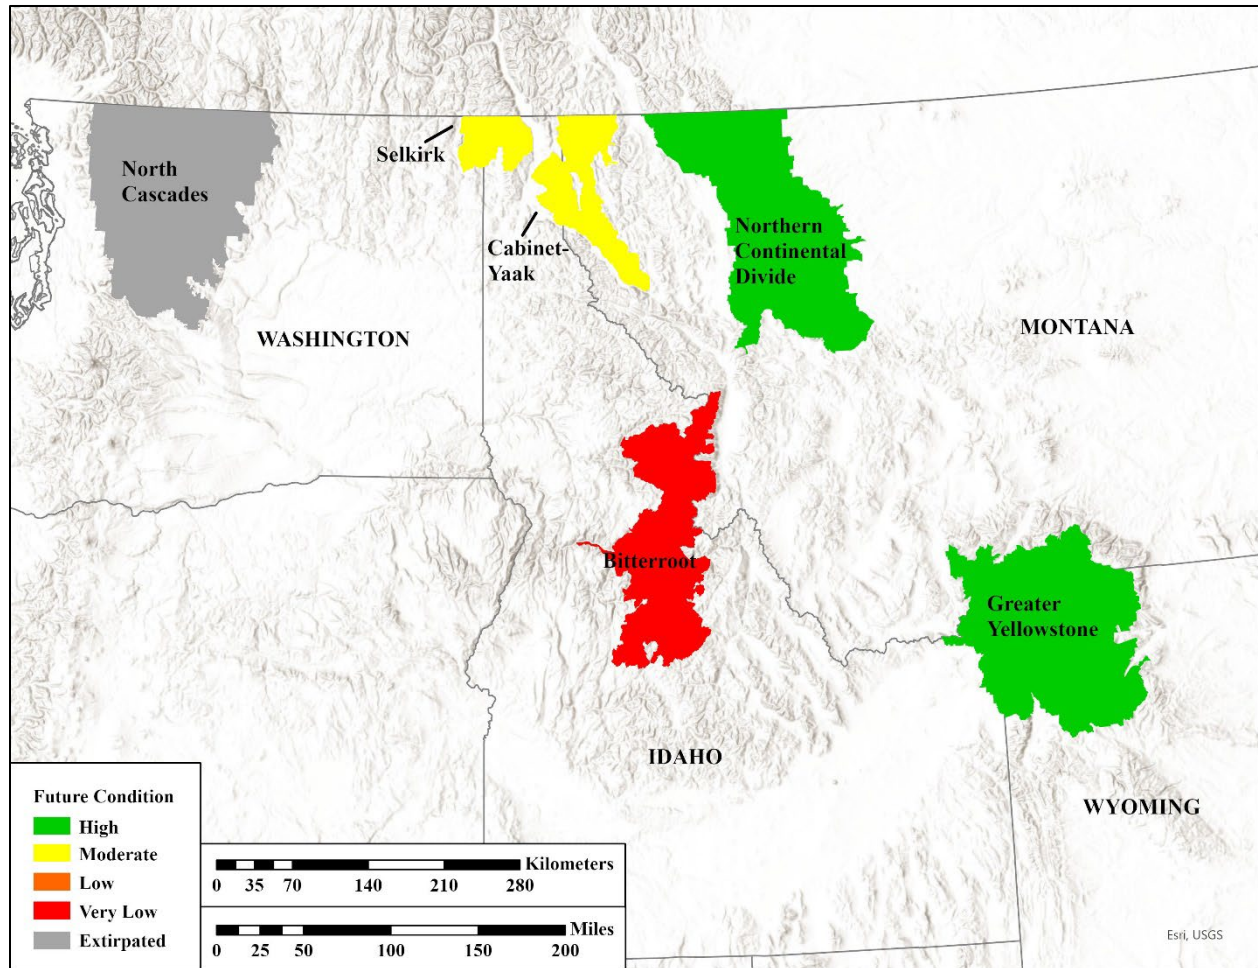 North
Cascades
Selkirk
Cabinet-
Yaak
Northern
Continental
Divide
WASHINGTON
MONTANA
Bitterroot
Greater
Yellowstone
IDAHO
WYOMING
Future Condition
High
Moderate
Low
Very Low
Extirpated
Kilometers
0 35 70 140 210 280
Miles
0 25 50 100 150 200
Esri, USGS